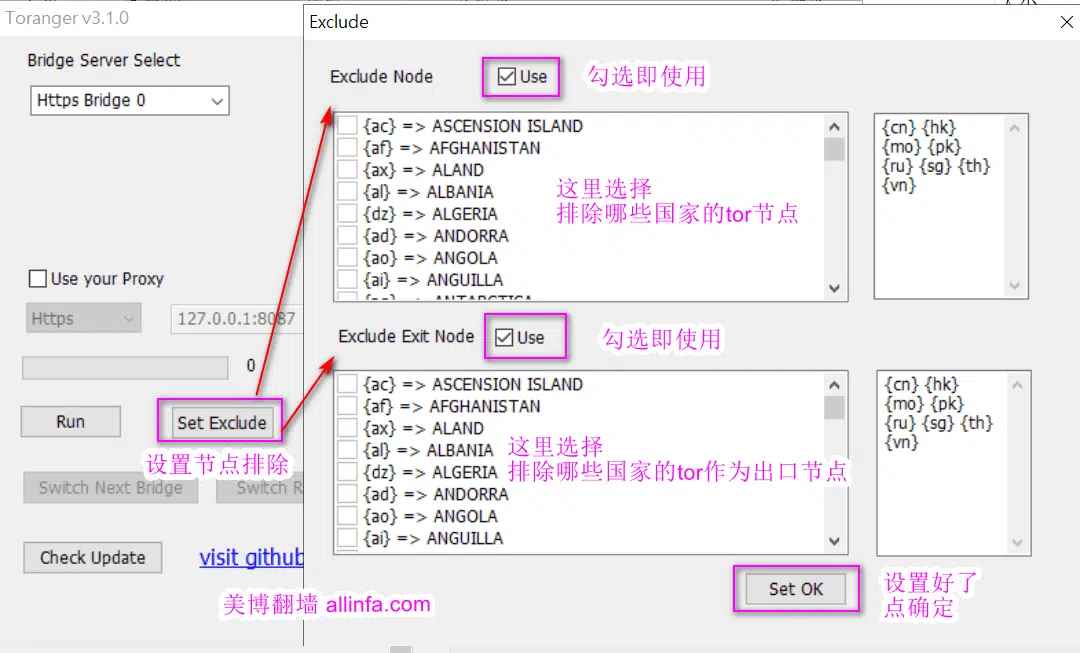 Toranger v3.1.0
Exclude
Bridge Server Select
Https Bridge 0
Exclude Node
Use
勾选即使用
{ac} => ASCENSION ISLAND
{af} => AFGHANISTAN
{ax} => ALAND
{al} => ALBANIA
{dz} => ALGERIA
{ad} => ANDORRA
{ao} => ANGOLA
{ai} => ANGUILLA
这里选择
排除哪些国家的tor节点
{cn} {hk}
{mo} {pk}
{ru} {sg} {th}
{vn}
Use your Proxy
Https
127.0.0.1:8087
0
Exclude Exit Node
Use
勾选即使用
{ac} => ASCENSION ISLAND
{af} => AFGHANISTAN
{ax} => ALAND
{al} => ALBANIA
{dz} => ALGERIA
{ad} => ANDORRA
{ao} => ANGOLA
{ai} => ANGUILLA
这里选择
排除哪些国家的tor作为出口节点
{cn} {hk}
{mo} {pk}
{ru} {sg} {th}
{vn}
Run
Set Exclude
设置节点排除
Switch Next Bridge
Switch R
Check Update
visit github
Set OK
设置好了
点确定
美博翻墙 allinfa.com